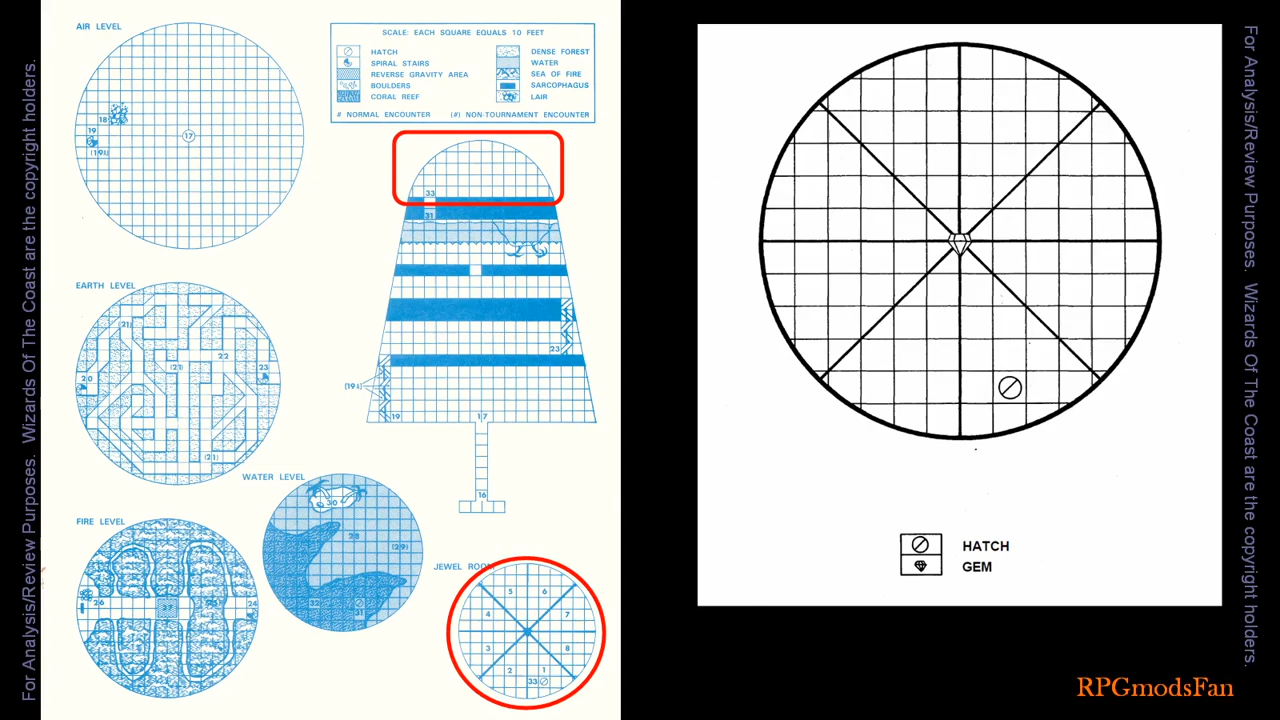 For Analysis/Review Purposes.  Wizards Of The Coast are the copyright holders.
AIR LEVEL
18
19
(19A)
17
SCALE: EACH SQUARE EQUALS 10 FEET
HATCH
SPIRAL STAIRS
REVERSE GRAVITY AREA
BOULDERS
CORAL REEF
DENSE FOREST
WATER
SEA OF FIRE
SARCOPHAGUS
LAIR
# NORMAL ENCOUNTER (#) NON-TOURNAMENT ENCOUNTER
33
31
23
19
17
16
EARTH LEVEL
(21)
22
20
(21)
23
(21)
WATER LEVEL
30
28
(29)
32
31
FIRE LEVEL
26
27
24
JEWEL ROOM
5 6
4 7
3 8
2 1
33
HATCH
GEM
For Analysis/Review Purposes.  Wizards Of The Coast are the copyright holders.
RPGmodsFan